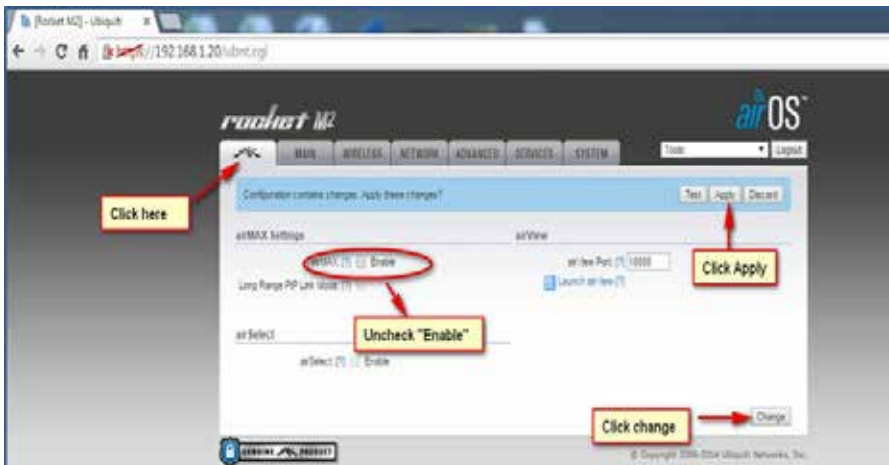 [Rocket M2] - Ubiquiti
192.168.1.20/ubnt.cgi
rocket M2
airOS™
MAIN WIRELESS NETWORK ADVANCED SERVICES SYSTEM
Tools: Logout
Click here
Configuration contains changes. Apply these changes?
Test Apply Discard
airMAX Settings
airView
airMAX [?] Enable
airView Port: [?] 18888
Click Apply
Long Range PtP Link Mode [?]
Launch airView [?]
Uncheck "Enable"
airSelect
airSelect [?] Enable
Click change
Change
GENUINE PRODUCT
© Copyright 2006-2014 Ubiquiti Networks, Inc.